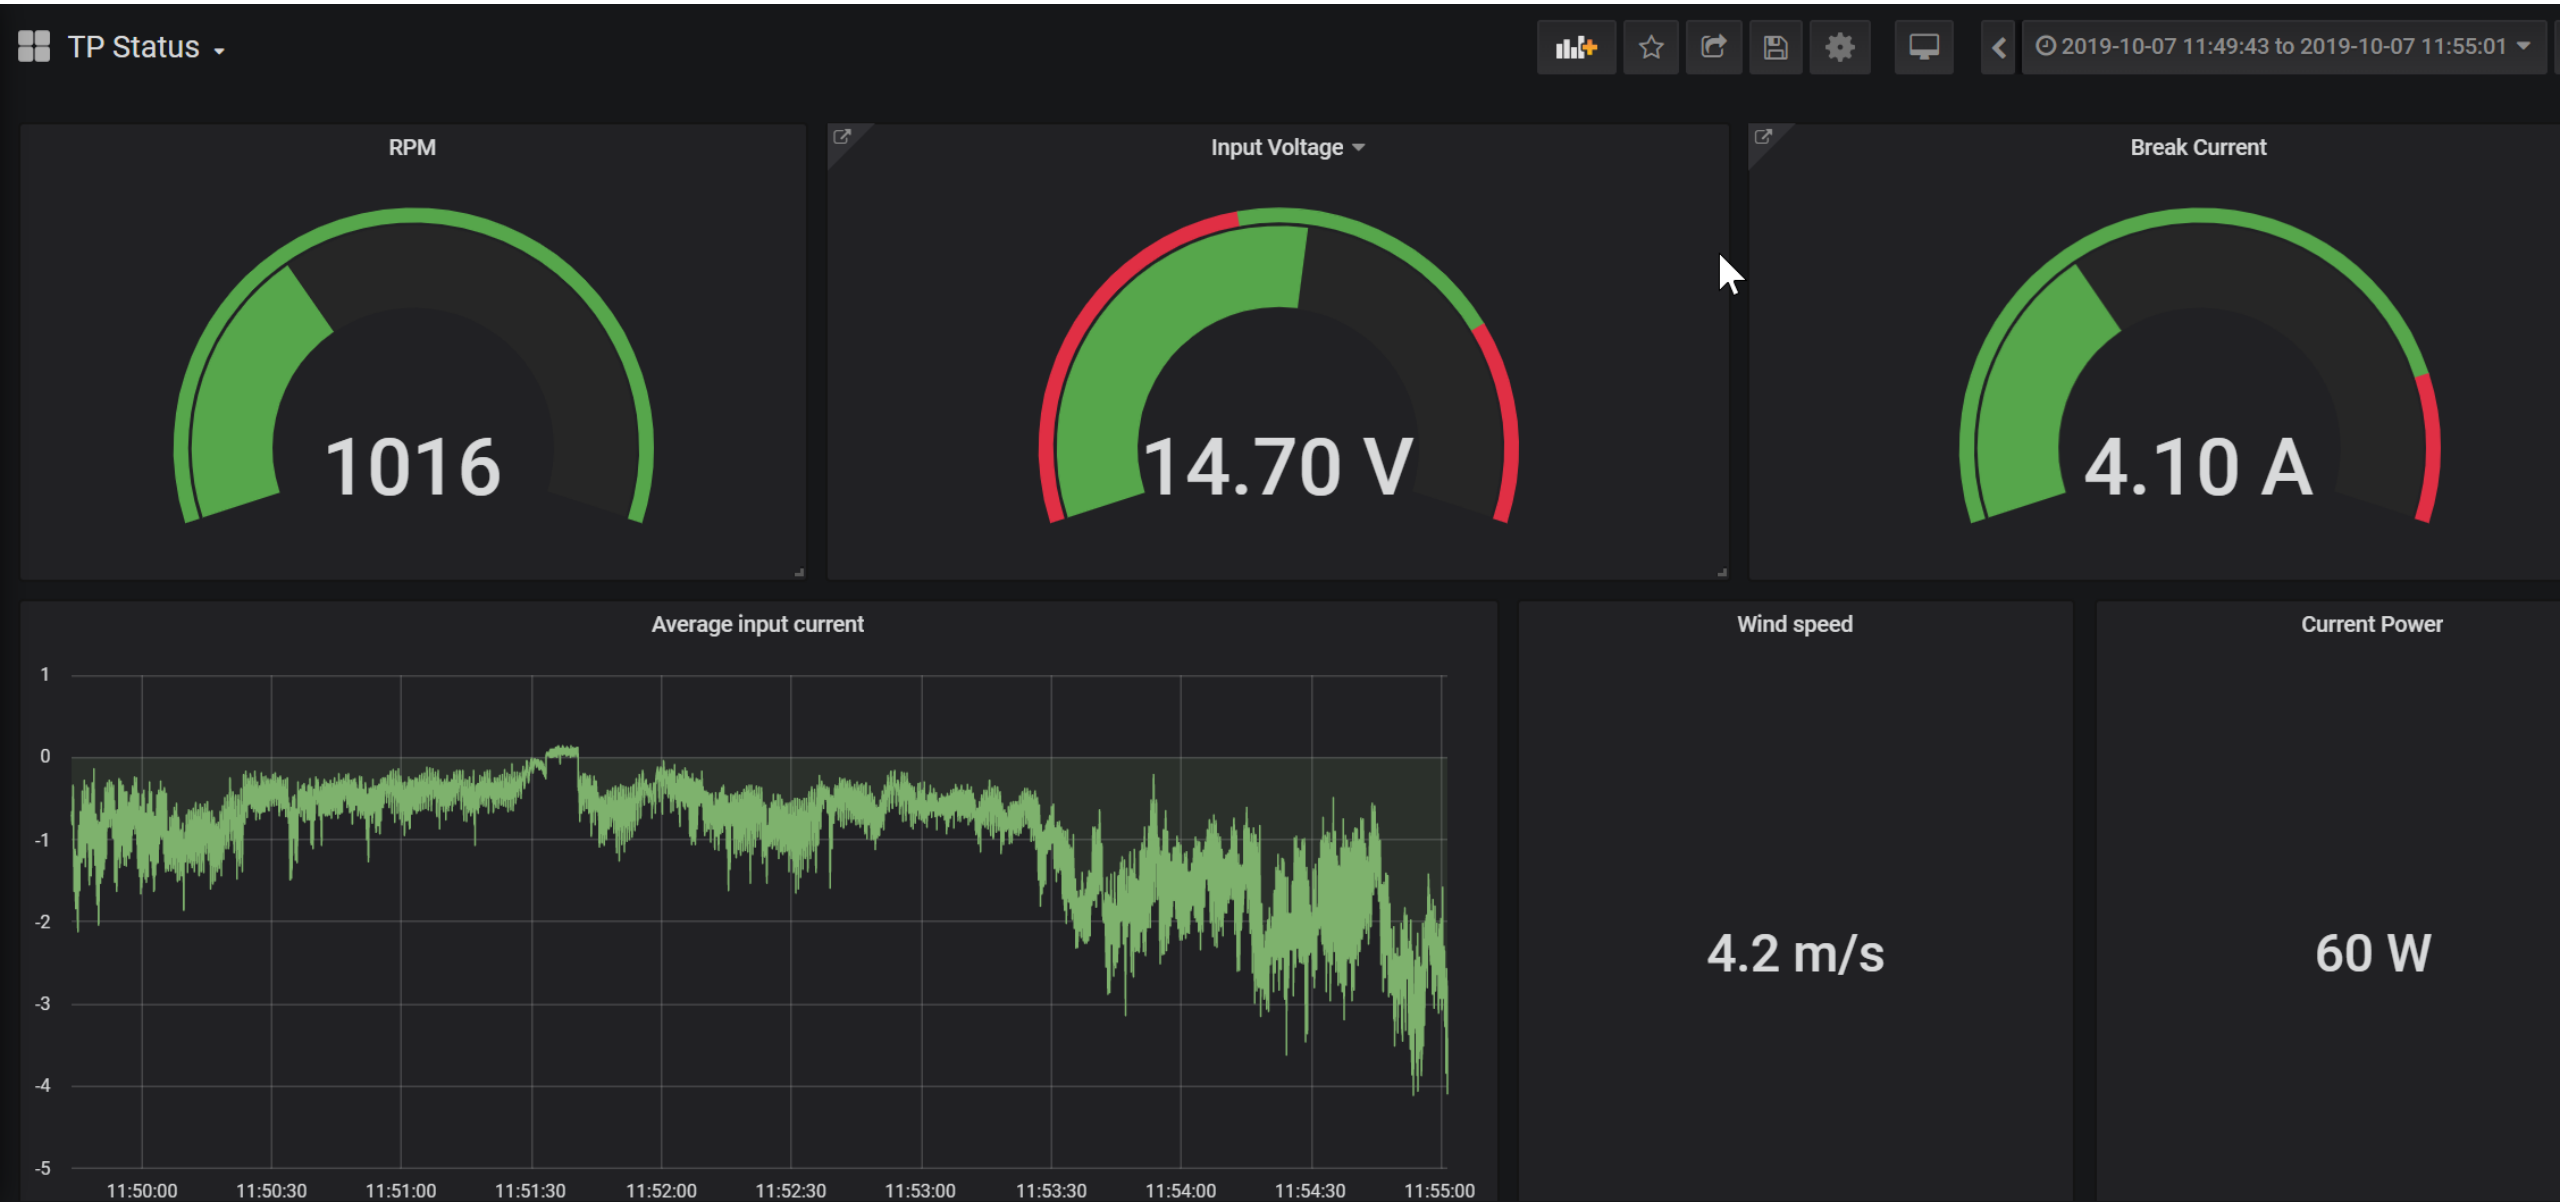 TP Status
2019-10-07 11:49:43 to 2019-10-07 11:55:01
RPM
Input Voltage
Break Current
1016
14.70 V
4.10 A
Average input current
Wind speed
Current Power
1
0
-1
-2
-3
-4
-5
11:50:00 11:50:30 11:51:00 11:51:30 11:52:00 11:52:30 11:53:00 11:53:30 11:54:00 11:54:30 11:55:00
4.2 m/s
60 W